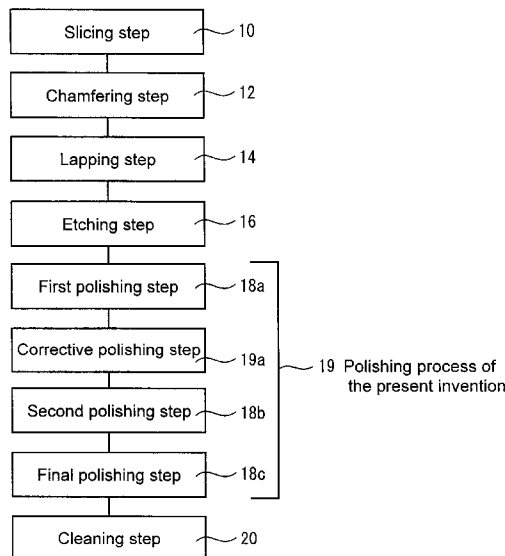 Slicing step 10
Chamfering step 12
Lapping step 14
Etching step 16
First polishing step 18a
Corrective polishing step 19a
Second polishing step 18b
Final polishing step 18c
Cleaning step 20
19 Polishing process of
the present invention